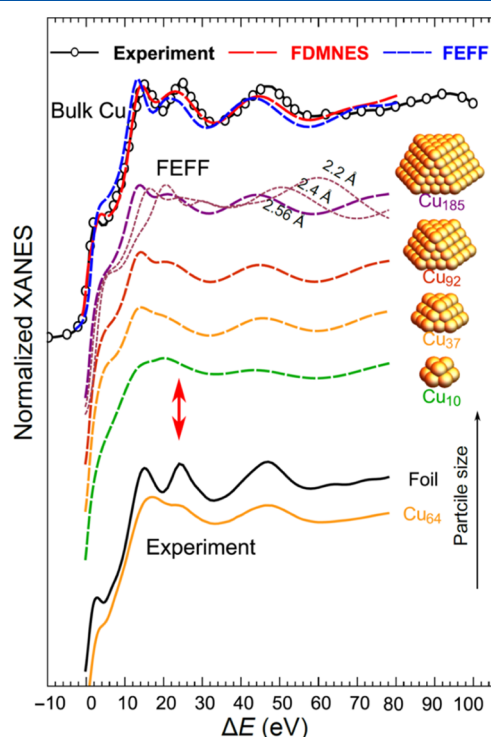 Experiment FDMNES FEFF
Bulk Cu
FEFF
2.2 Å
2.4 Å
2.56 Å
Cu185
Cu92
Cu37
Cu10
Foil
Cu64
Experiment
Normalized XANES
Partcile size
−10 0 10 20 30 40 50 60 70 80 90 100
ΔE (eV)